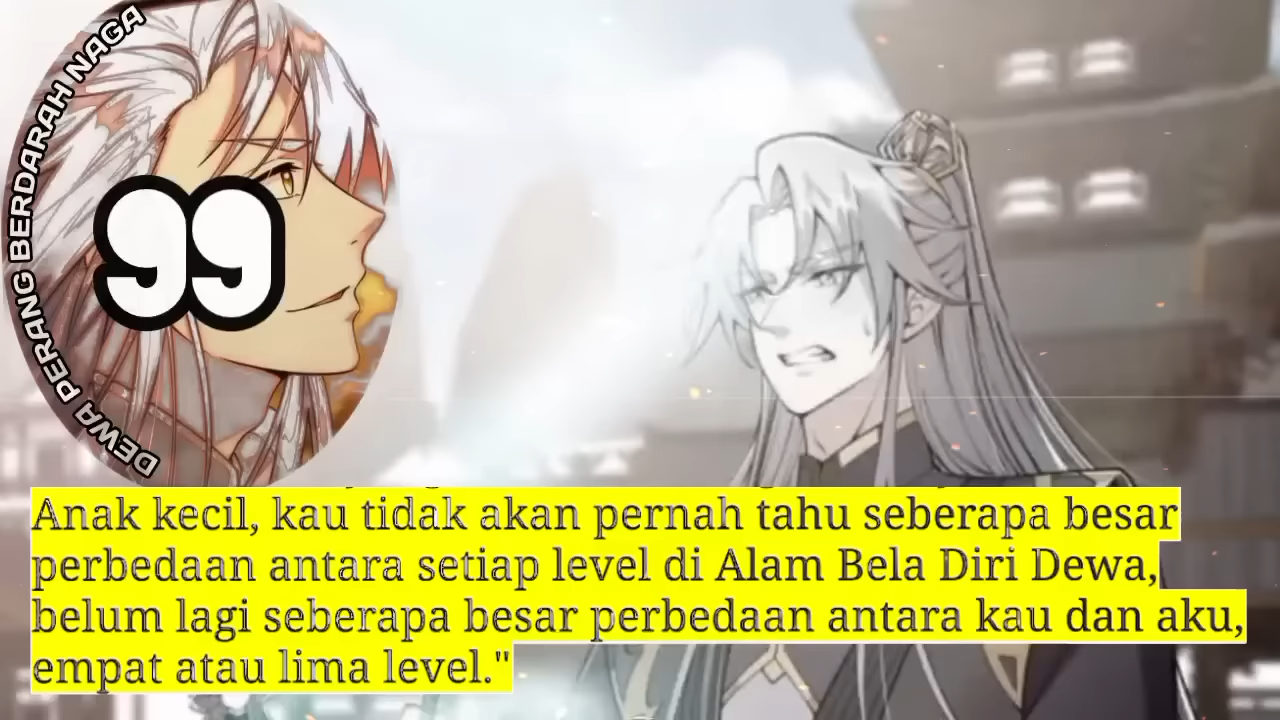 DEWA PERANG BERDARAH NAGA
99
Anak kecil, kau tidak akan pernah tahu seberapa besar
perbedaan antara setiap level di Alam Bela Diri Dewa,
belum lagi seberapa besar perbedaan antara kau dan aku,
empat atau lima level."